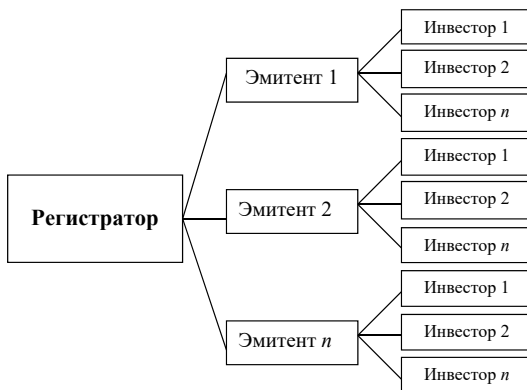 Регистратор
Эмитент 1
Инвестор 1
Инвестор 2
Инвестор n
Эмитент 2
Инвестор 1
Инвестор 2
Инвестор n
Эмитент n
Инвестор 1
Инвестор 2
Инвестор n